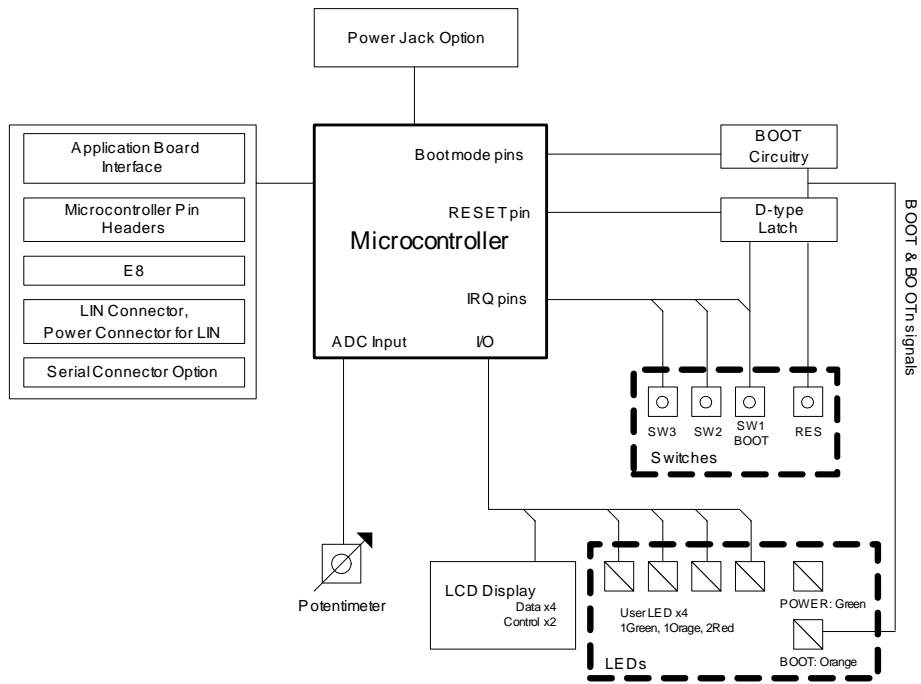 Power Jack Option
Application Board
Interface
Microcontroller Pin
Headers
E8
LIN Connector,
Power Connector for LIN
Serial Connector Option
Boot mode pins
RESET pin
Microcontroller
IRQ pins
ADC Input
I/O
BOOT
Circuitry
D-type
Latch
BOOT & BOOTn signals
SW3
SW2
SW1
BOOT
RES
Switches
Potentimeter
LCD Display
Data x4
Control x2
User LED x4
1Green, 1Orage, 2Red
POWER: Green
BOOT: Orange
LEDs